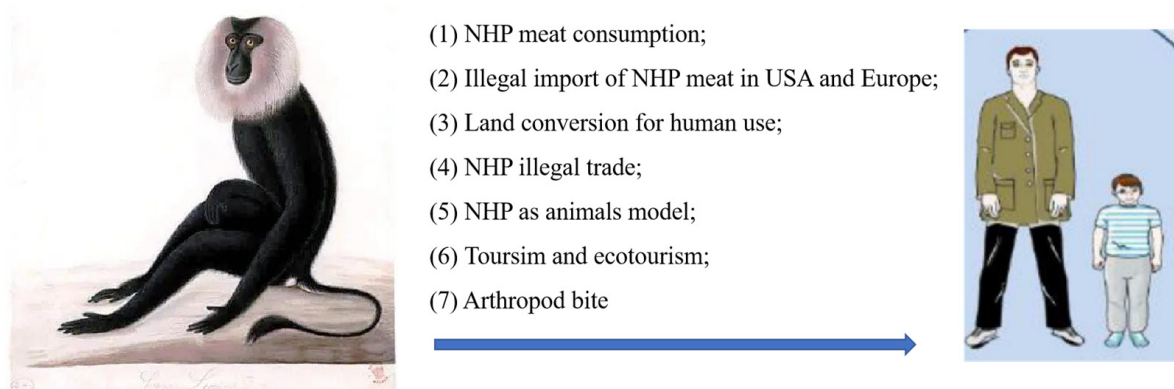 (1) NHP meat consumption;
(2) Illegal import of NHP meat in USA and Europe;
(3) Land conversion for human use;
(4) NHP illegal trade;
(5) NHP as animals model;
(6) Toursim and ecotourism;
(7) Arthropod bite